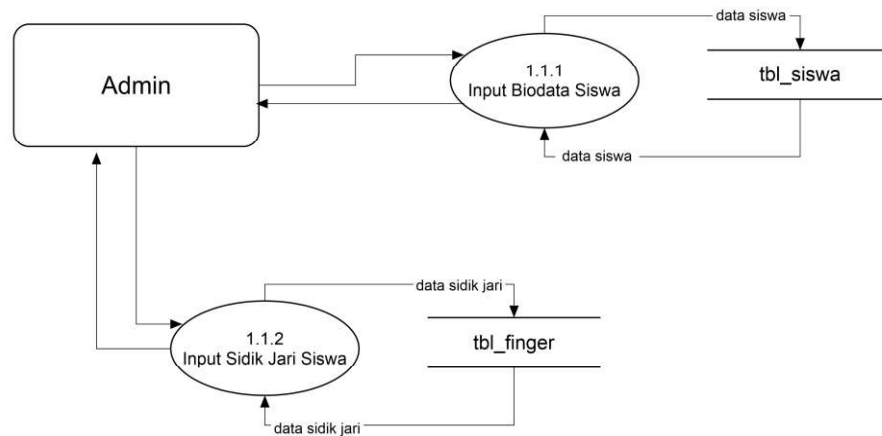 data siswa
Admin
1.1.1
Input Biodata Siswa
tbl_siswa
data siswa
data sidik jari
1.1.2
Input Sidik Jari Siswa
tbl_finger
data sidik jari